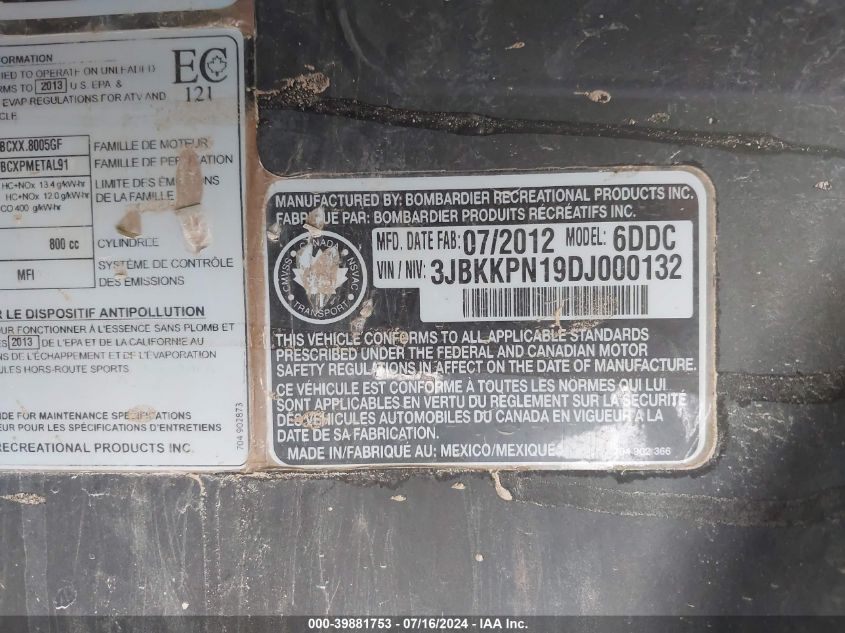 FORMATION
TO OPERATE ON UNLEADED
RMS TO 2013 U.S. EPA &
EVAP REGULATIONS FOR ATV AND
CLE
EC
121
BCXX.8005GF FAMILLE DE MOTEUR
BCXPMETAL91 FAMILLE DE
HC+NOx 13.4 g/kW-hr LIMITE DES ÉMISSIONS
HC+NOx 12.0 g/kW-hr DE LA FAMILLE
CO 400 g/kW-hr
800 cc CYLINDRÉE
MFI SYSTÈME DE CONTRÔLE
DES ÉMISSIONS
R LE DISPOSITIF ANTIPOLLUTION
UR FONCTIONNER À L'ESSENCE SANS PLOMB ET
ES 2013 DE L'EPA ET DE LA CALIFORNIE AU
NS DE L'ÉCHAPPEMENT ET DE L'ÉVAPORATION
ULES HORS-ROUTE SPORTS
IDE FOR MAINTENANCE SPECIFICATIONS
EUR POUR LES SPÉCIFICATIONS D'ENTRETIENS
RECREATIONAL PRODUCTS INC.
704 902873
MANUFACTURED BY: BOMBARDIER RECREATIONAL PRODUCTS INC.
FABRIQUÉ PAR: BOMBARDIER PRODUITS RÉCRÉATIFS INC.
CANADA
CMVSS NSVAC
TRANSPORT
MFD. DATE FAB: 07/2012 MODEL: 6DDC
VIN / NIV: 3JBKKPN19DJ000132
THIS VEHICLE CONFORMS TO ALL APPLICABLE STANDARDS
PRESCRIBED UNDER THE FEDERAL AND CANADIAN MOTOR
SAFETY REGULATIONS IN AFFECT ON THE DATE OF MANUFACTURE.
CE VÉHICULE EST CONFORME À TOUTES LES NORMES QUI LUI
SONT APPLICABLES EN VERTU DU RÈGLEMENT SUR LA SÉCURITÉ
DES VÉHICULES AUTOMOBILES DU CANADA EN VIGUEUR A LA
DATE DE SA FABRICATION.
MADE IN/FABRIQUÉ AU: MEXICO/MEXIQUE
704 902 366
000-39881753 - 07/16/2024 - IAA Inc.